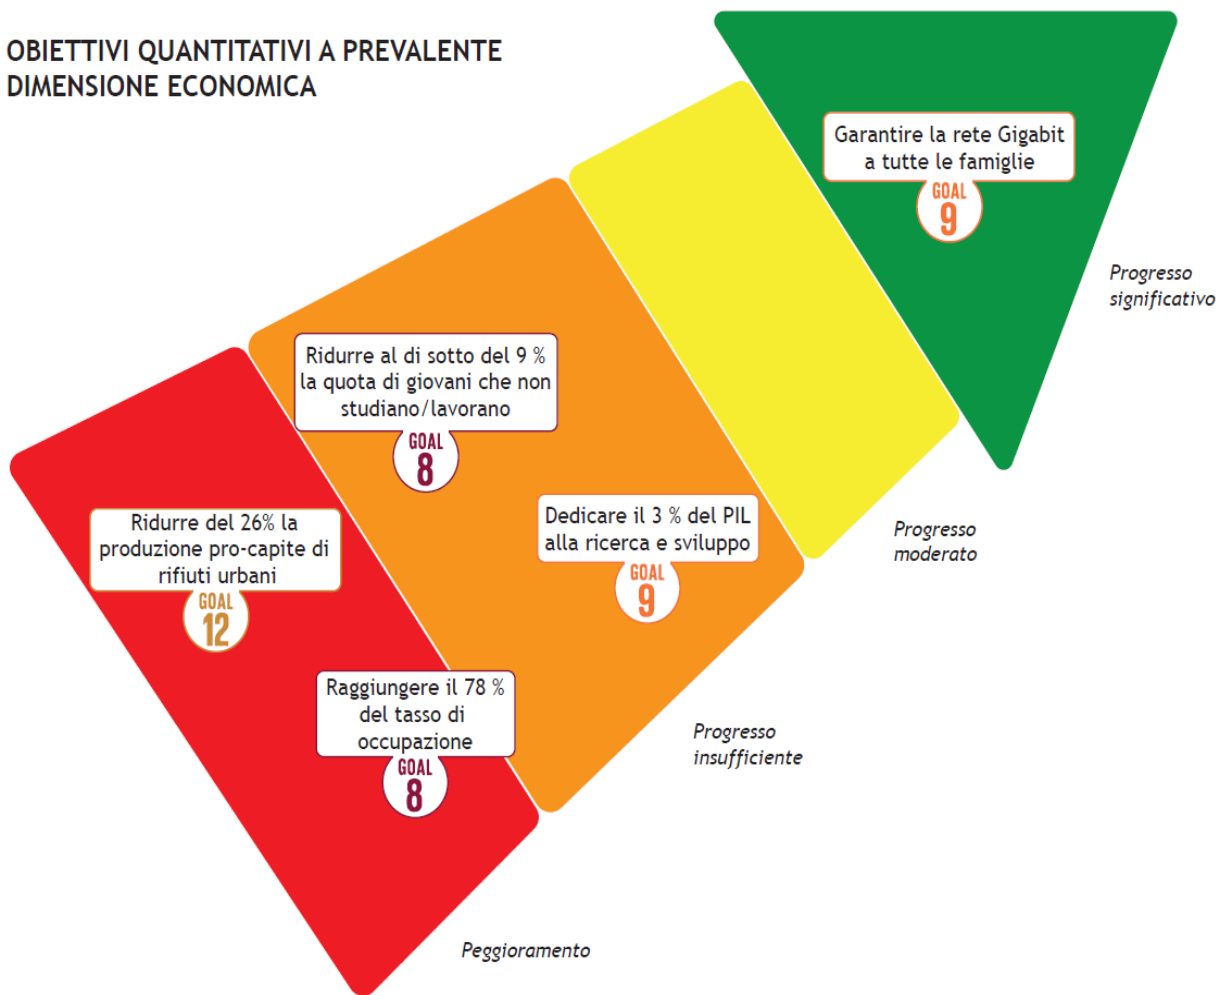 OBIETTIVI QUANTITATIVI A PREVALENTE
DIMENSIONE ECONOMICA
Garantire la rete Gigabit
a tutte le famiglie
GOAL
9
Progresso
significativo
Ridurre al di sotto del 9 %
la quota di giovani che non
studiano/lavorano
GOAL
8
Dedicare il 3 % del PIL
alla ricerca e sviluppo
GOAL
9
Progresso
moderato
Ridurre del 26% la
produzione pro-capite di
rifiuti urbani
GOAL
12
Raggiungere il 78 %
del tasso di
occupazione
GOAL
8
Progresso
insufficiente
Peggioramento